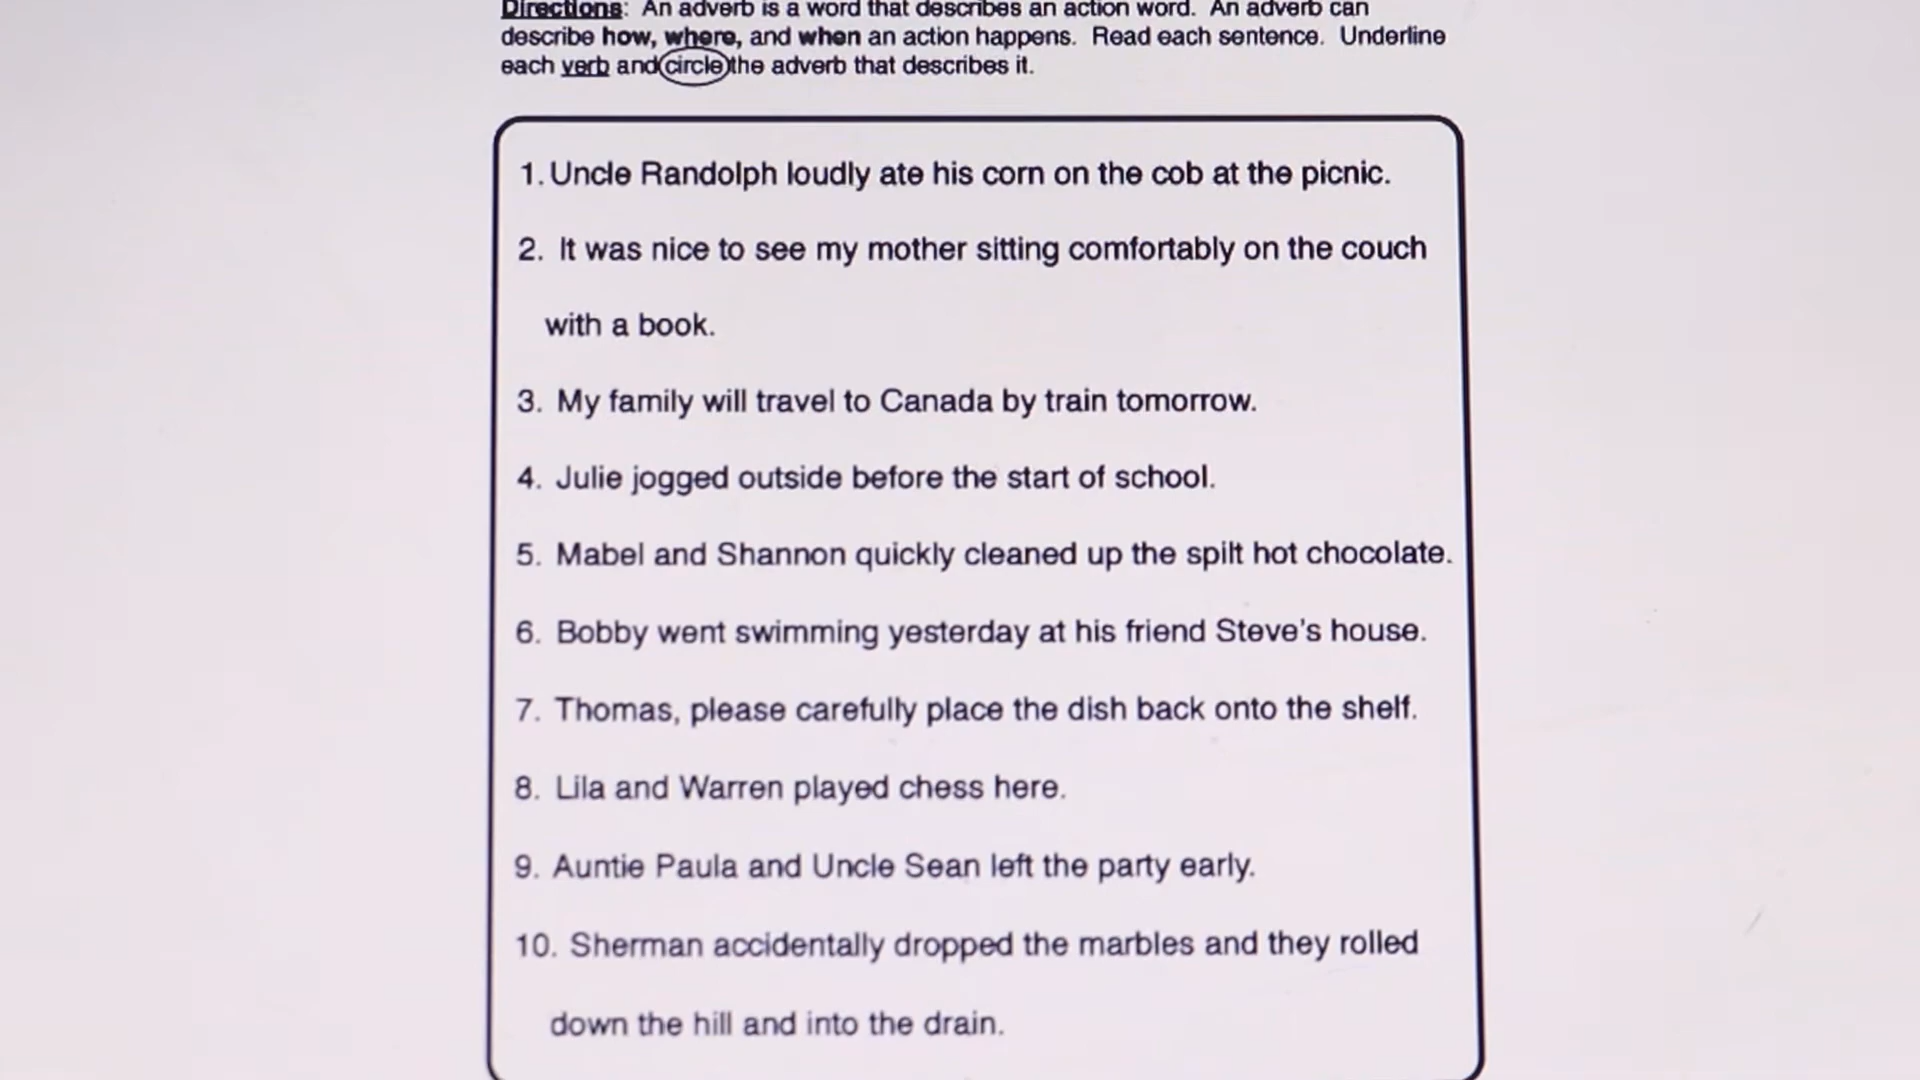 Directions: An adverb is a word that describes an action word. An adverb can
describe how, where, and when an action happens. Read each sentence. Underline
each verb and circle the adverb that describes it.
1. Uncle Randolph loudly ate his corn on the cob at the picnic.
2. It was nice to see my mother sitting comfortably on the couch
with a book.
3. My family will travel to Canada by train tomorrow.
4. Julie jogged outside before the start of school.
5. Mabel and Shannon quickly cleaned up the spilt hot chocolate.
6. Bobby went swimming yesterday at his friend Steve's house.
7. Thomas, please carefully place the dish back onto the shelf.
8. Lila and Warren played chess here.
9. Auntie Paula and Uncle Sean left the party early.
10. Sherman accidentally dropped the marbles and they rolled
down the hill and into the drain.